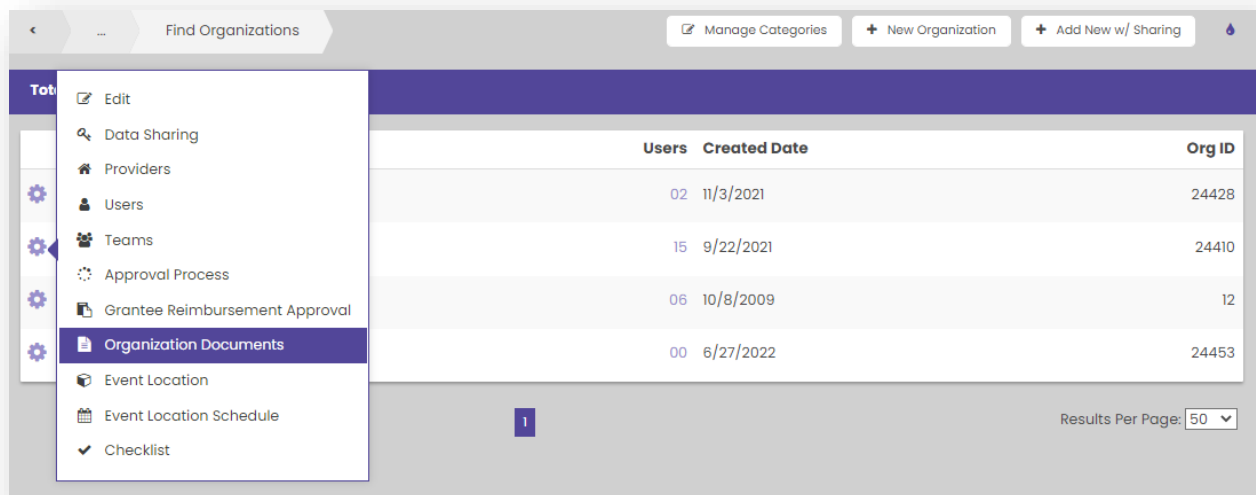 ... Find Organizations Manage Categories New Organization Add New w/ Sharing
Edit
Data Sharing
Providers
Users
Teams
Approval Process
Grantee Reimbursement Approval
Organization Documents
Event Location
Event Location Schedule
Checklist
Users Created Date Org ID
02 11/3/2021 24428
15 9/22/2021 24410
06 10/8/2009 12
00 6/27/2022 24453
1
Results Per Page: 50